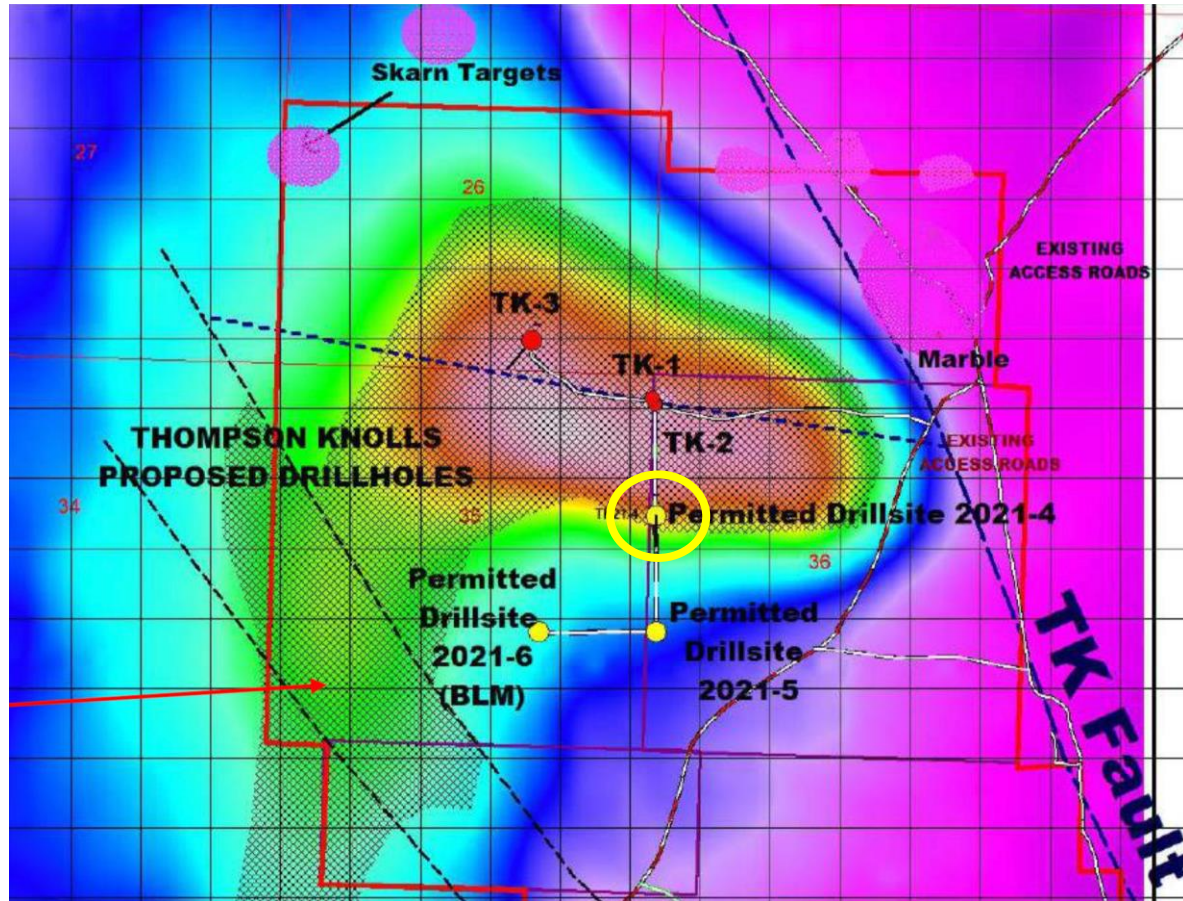 Skarn Targets
27
26
EXISTING
ACCESS ROADS
TK-3
TK-1
Marble
THOMPSON KNOLLS
PROPOSED DRILLHOLES
TK-2
EXISTING
ACCESS ROADS
34
35
Permitted Drillsite 2021-4
36
Permitted
Drillsite
2021-6
(BLM)
Permitted
Drillsite
2021-5
TK Fault